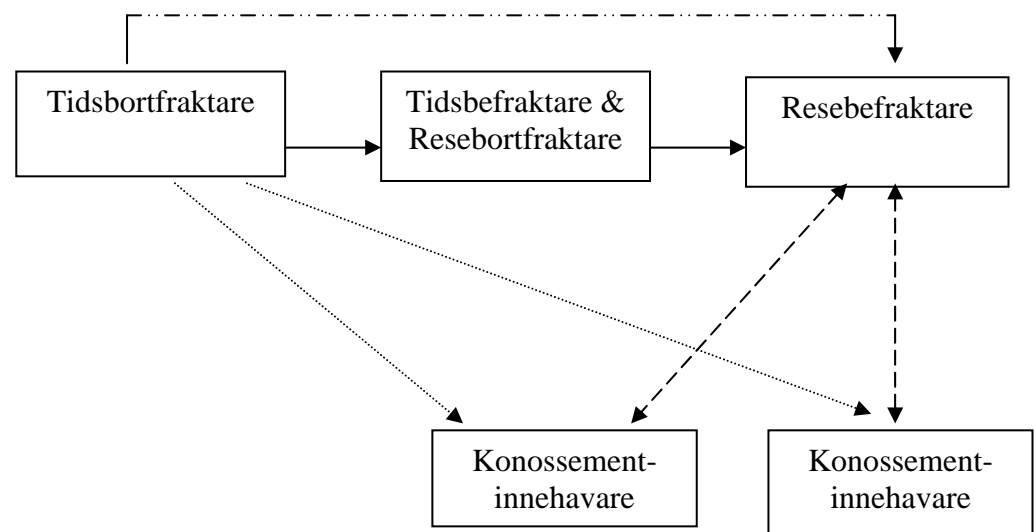 Tidsbortfraktare
Tidsbefraktare &
Resebortfraktare
Resebefraktare
Konossement-
innehavare
Konossement-
innehavare